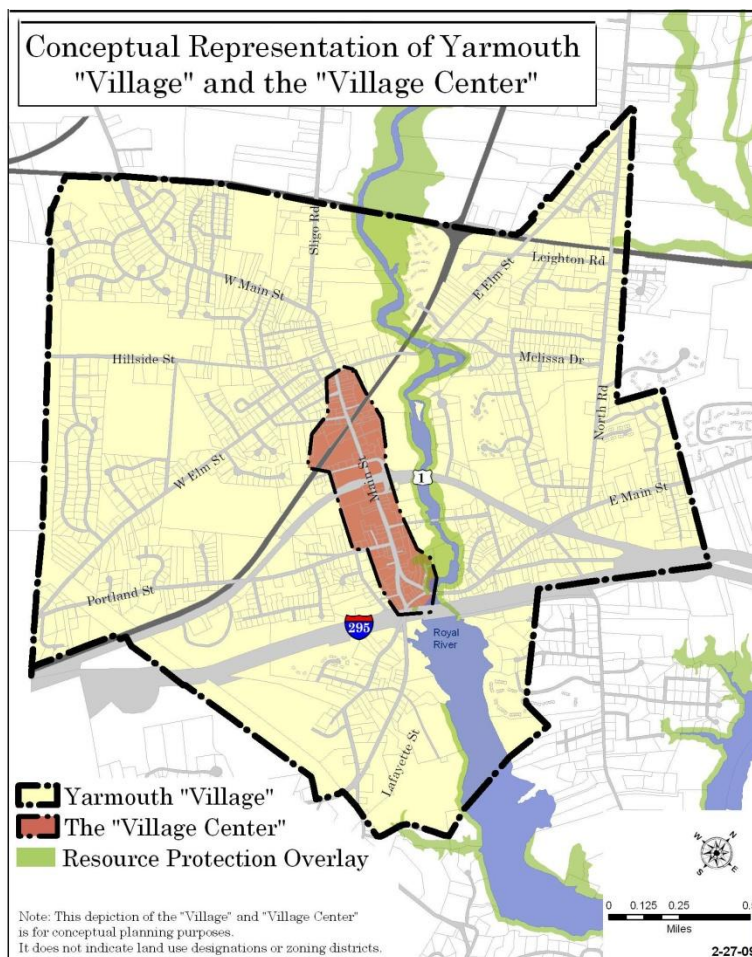 Conceptual Representation of Yarmouth
"Village" and the "Village Center"
Sligo Rd
Leighton Rd
E Elm St
W Main St
Hillside St
Melissa Dr
North Rd
W Elm St
Main St
1
E Main St
Portland St
295
Royal
River
Lafayette St
Yarmouth "Village"
The "Village Center"
Resource Protection Overlay
N
W
E
S
0 0.125 0.25 0.5
Miles
Note: This depiction of the "Village" and "Village Center"
is for conceptual planning purposes.
It does not indicate land use designations or zoning districts.
2-27-09